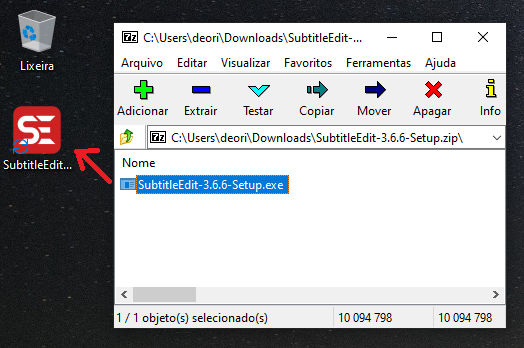 Lixeira
SE
SubtitleEdit...
7z C:\Users\deori\Downloads\SubtitleEdit-...
Arquivo Editar Visualizar Favoritos Ferramentas Ajuda
Adicionar Extrair Testar Copiar Mover Apagar Info
7z C:\Users\deori\Downloads\SubtitleEdit-3.6.6-Setup.zip\
Nome
SubtitleEdit-3.6.6-Setup.exe
1 / 1 objeto(s) selecionado(s) 10 094 798 10 094 798